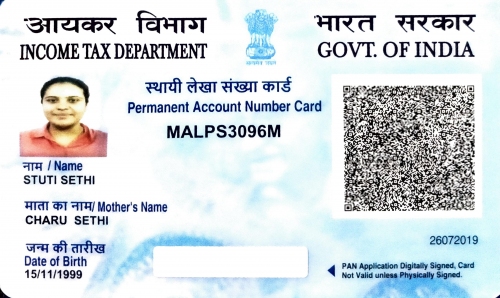 आयकर विभाग
INCOME TAX DEPARTMENT
भारत सरकार
GOVT. OF INDIA
स्थायी लेखा संख्या कार्ड
Permanent Account Number Card
MALPS3096M
नाम / Name
STUTI SETHI
माता का नाम/ Mother's Name
CHARU SETHI
जन्म की तारीख
Date of Birth
15/11/1999
26072019
PAN Application Digitally Signed, Card
Not Valid unless Physically Signed.